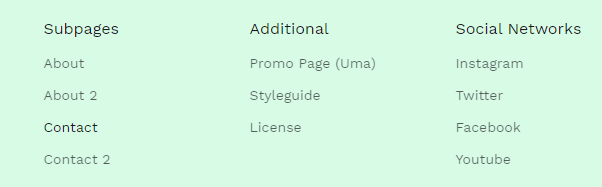 Subpages
About
About 2
Contact
Contact 2
Additional
Promo Page (Uma)
Styleguide
License
Social Networks
Instagram
Twitter
Facebook
Youtube